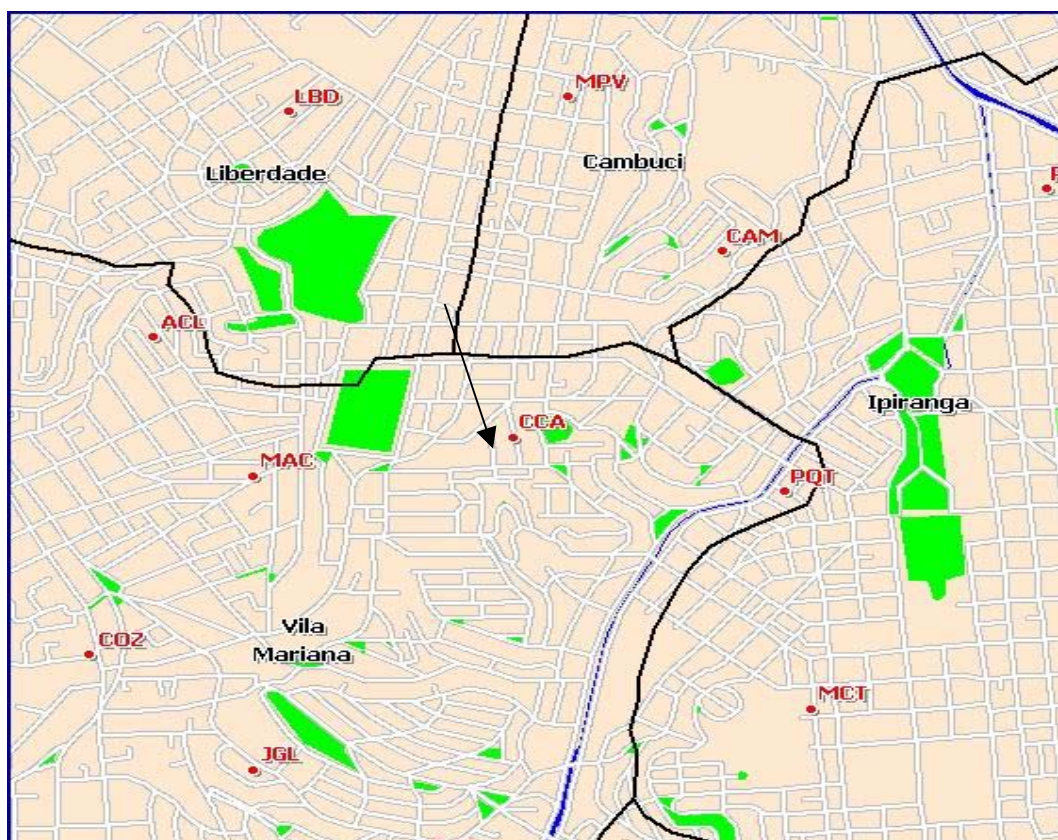 MPV
LBD
Cambuci
Liberdade
P
CAM
ACL
Ipiranga
CCA
MAC
PQT
Vila
Mariana
COZ
MCT
JGL